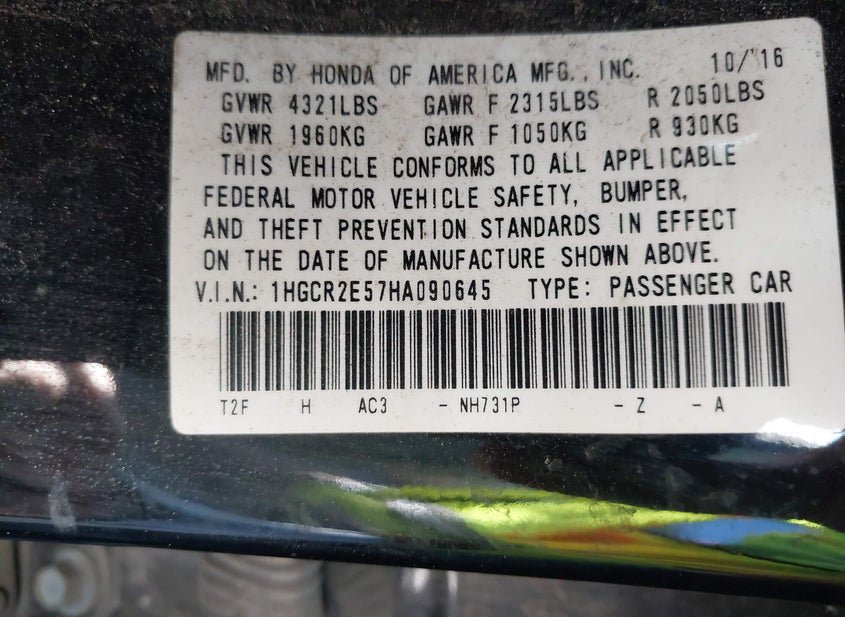 MFD. BY HONDA OF AMERICA MFG., INC. 10/'16
GVWR 4321LBS GAWR F 2315LBS R 2050LBS
GVWR 1960KG GAWR F 1050KG R 930KG
THIS VEHICLE CONFORMS TO ALL APPLICABLE
FEDERAL MOTOR VEHICLE SAFETY, BUMPER,
AND THEFT PREVENTION STANDARDS IN EFFECT
ON THE DATE OF MANUFACTURE SHOWN ABOVE.
V.I.N.: 1HGCR2E57HA090645 TYPE: PASSENGER CAR
T2F H AC3 - NH731P - Z - A